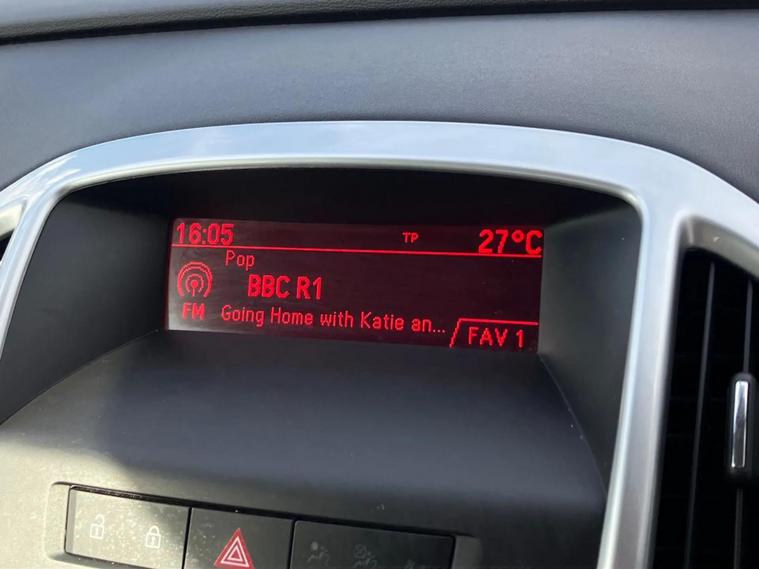 16:05 TP 27°C
Pop
BBC R1
FM Going Home with Katie an...
FAV 1